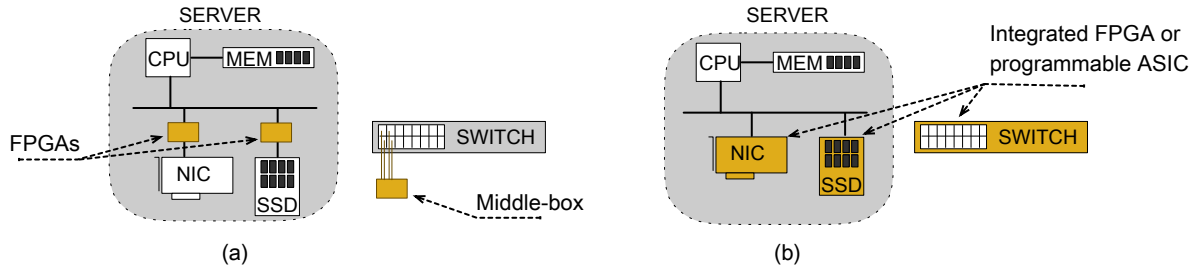 SERVER
CPU
MEM
FPGAs
NIC
SSD
SWITCH
Middle-box
(a)
SERVER
CPU
MEM
Integrated FPGA or
programmable ASIC
NIC
SSD
SWITCH
(b)